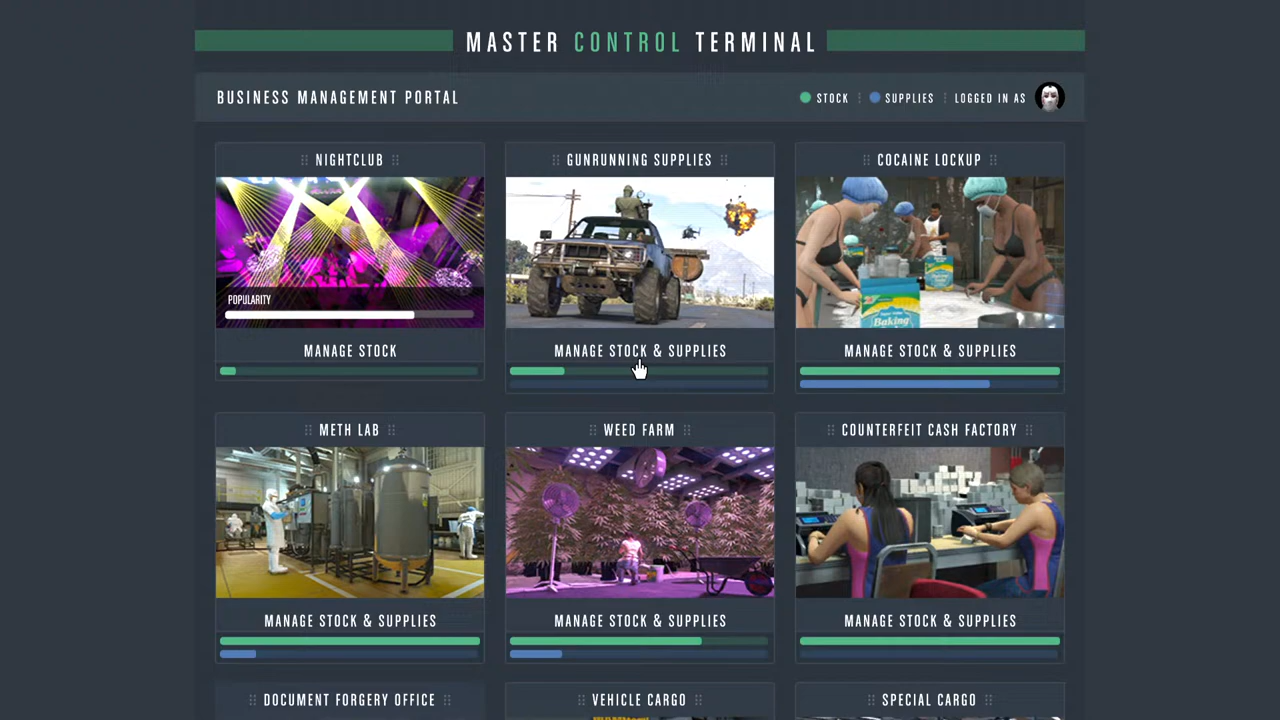 MASTER CONTROL TERMINAL
BUSINESS MANAGEMENT PORTAL
STOCK
SUPPLIES
LOGGED IN AS
NIGHTCLUB
GUNRUNNING SUPPLIES
COCAINE LOCKUP
POPULARITY
Baking
MANAGE STOCK
MANAGE STOCK & SUPPLIES
MANAGE STOCK & SUPPLIES
METH LAB
WEED FARM
COUNTERFEIT CASH FACTORY
MANAGE STOCK & SUPPLIES
MANAGE STOCK & SUPPLIES
MANAGE STOCK & SUPPLIES
DOCUMENT FORGERY OFFICE
VEHICLE CARGO
SPECIAL CARGO